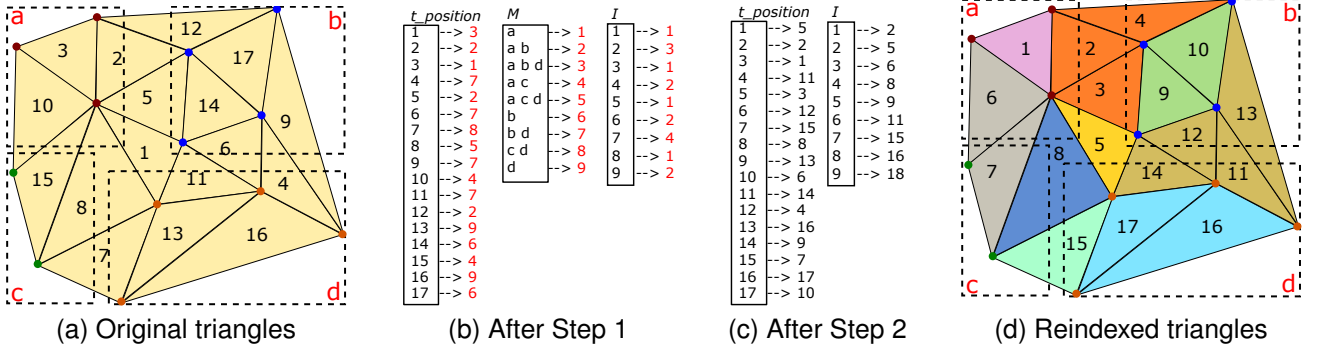 a
b
12
3
2
17
10
5
14
9
1
6
15
11
4
8
13
16
7
c
d
(a) Original triangles
t_position
1 --> 3
2 --> 2
3 --> 1
4 --> 7
5 --> 2
6 --> 7
7 --> 8
8 --> 5
9 --> 7
10 --> 4
11 --> 7
12 --> 2
13 --> 9
14 --> 6
15 --> 4
16 --> 9
17 --> 6
M
a --> 1
a b --> 2
a b d --> 3
a c --> 4
a c d --> 5
b --> 6
b d --> 7
c d --> 8
d --> 9
I
1 --> 1
2 --> 3
3 --> 1
4 --> 2
5 --> 1
6 --> 2
7 --> 4
8 --> 1
9 --> 2
(b) After Step 1
t_position
1 --> 5
2 --> 2
3 --> 1
4 --> 11
5 --> 3
6 --> 12
7 --> 15
8 --> 8
9 --> 13
10 --> 6
11 --> 14
12 --> 4
13 --> 16
14 --> 9
15 --> 7
16 --> 17
17 --> 10
I
1 --> 2
2 --> 5
3 --> 6
4 --> 8
5 --> 9
6 --> 11
7 --> 15
8 --> 16
9 --> 18
(c) After Step 2
a
b
4
1
2
10
3
9
6
13
12
5
8
7
14
11
15
17
16
c
d
(d) Reindexed triangles